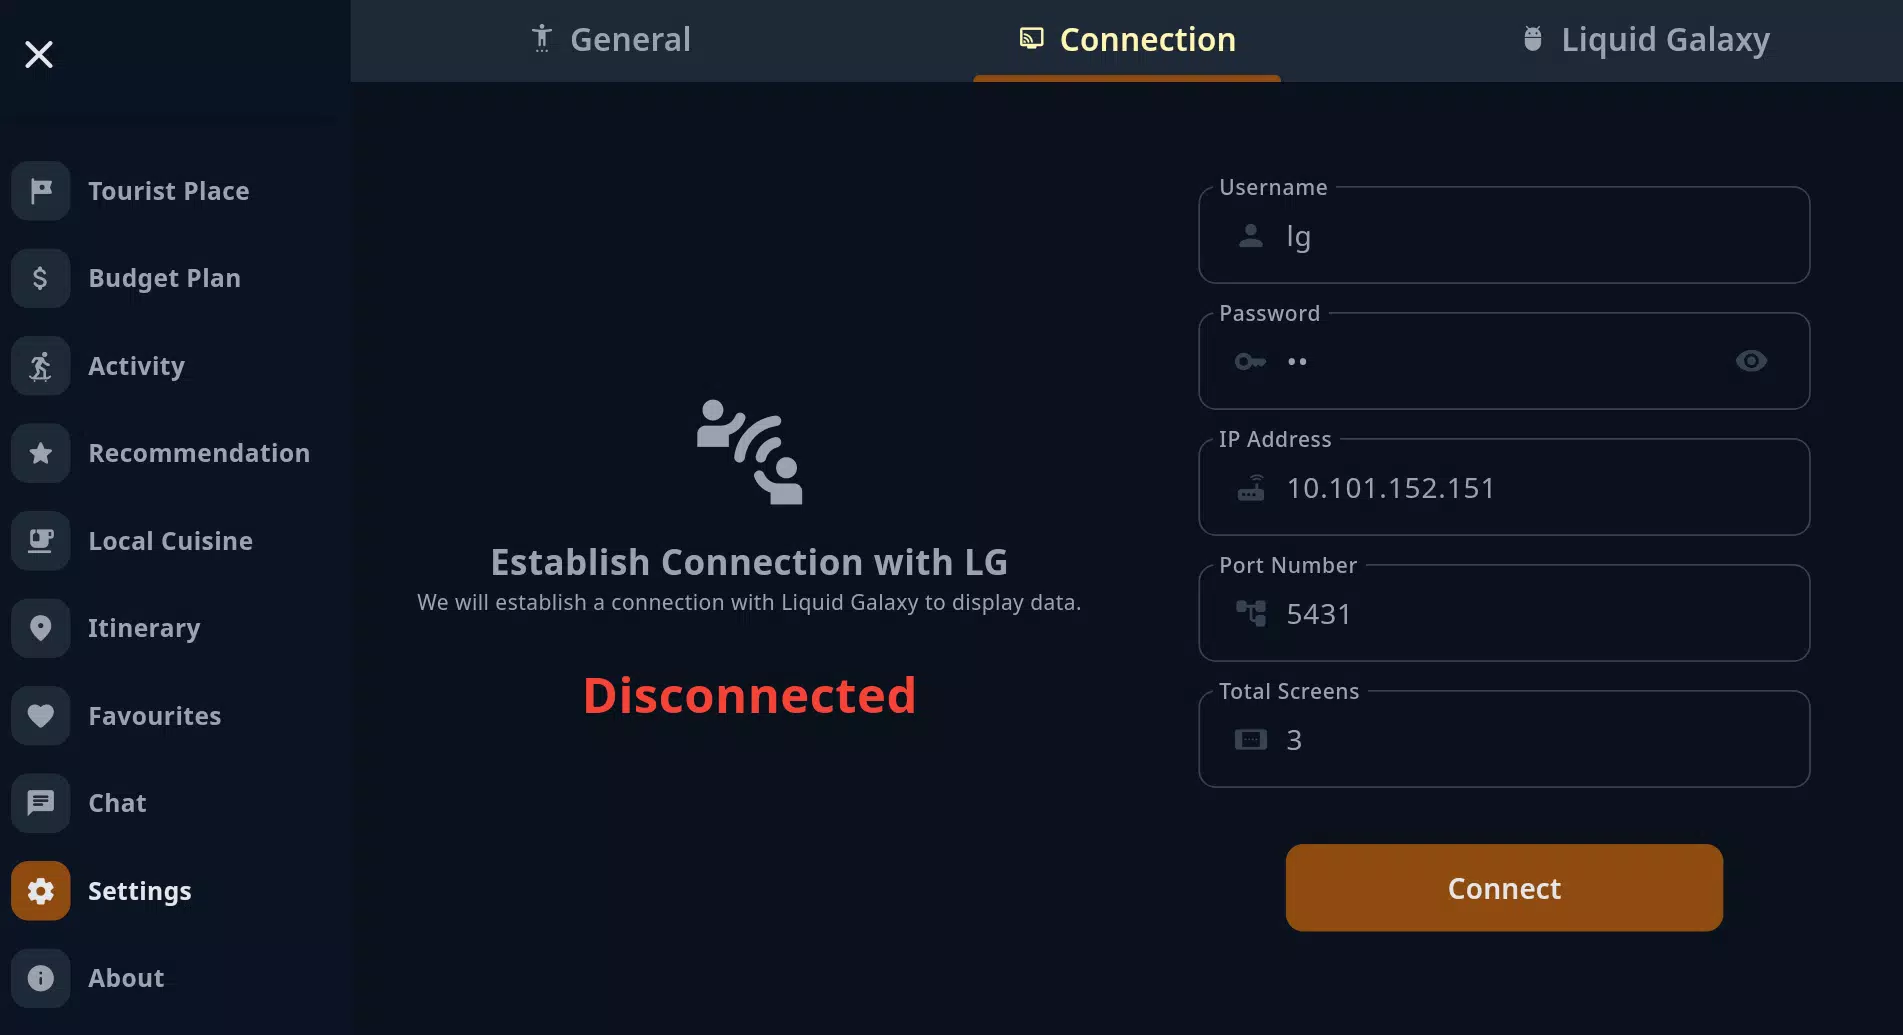 General
Connection
Liquid Galaxy
Tourist Place
Budget Plan
Activity
Recommendation
Local Cuisine
Itinerary
Favourites
Chat
Settings
About
Establish Connection with LG
We will establish a connection with Liquid Galaxy to display data.
Disconnected
Username
lg
Password
••
IP Address
10.101.152.151
Port Number
5431
Total Screens
3
Connect